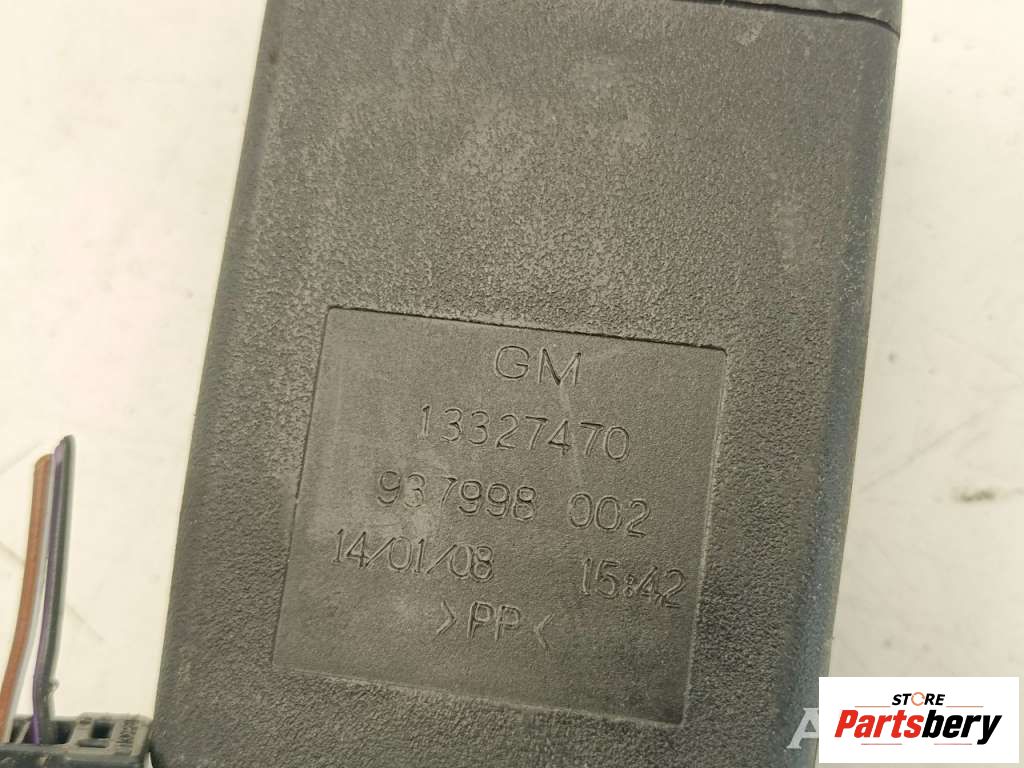 GM
13327470
937998 002
14/01/08 15:42
>PP<
STORE
Partsbery